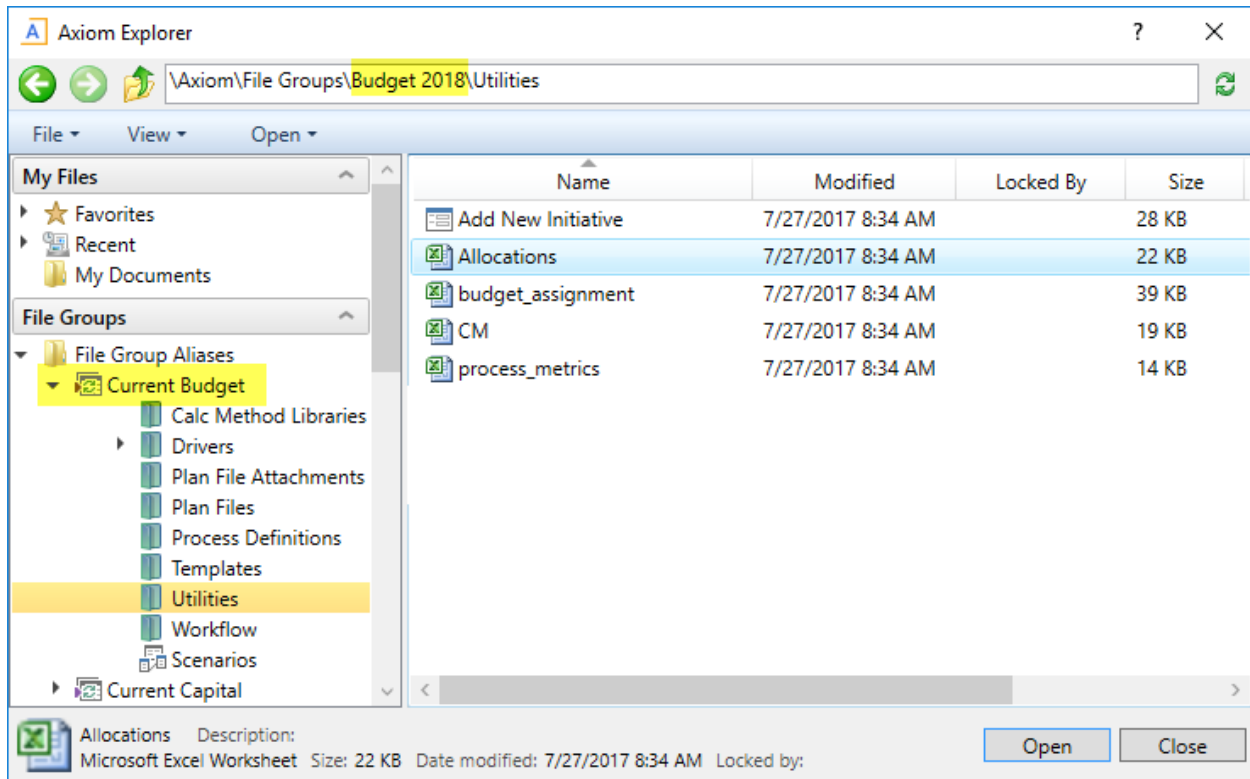 A Axiom Explorer ?
\Axiom\File Groups\Budget 2018\Utilities
File View Open
My Files
Favorites
Recent
My Documents
File Groups
File Group Aliases
Current Budget
Calc Method Libraries
Drivers
Plan File Attachments
Plan Files
Process Definitions
Templates
Utilities
Workflow
Scenarios
Current Capital
Name Modified Locked By Size
Add New Initiative 7/27/2017 8:34 AM 28 KB
Allocations 7/27/2017 8:34 AM 22 KB
budget_assignment 7/27/2017 8:34 AM 39 KB
CM 7/27/2017 8:34 AM 19 KB
process_metrics 7/27/2017 8:34 AM 14 KB
Allocations Description:
Microsoft Excel Worksheet Size: 22 KB Date modified: 7/27/2017 8:34 AM Locked by:
Open Close